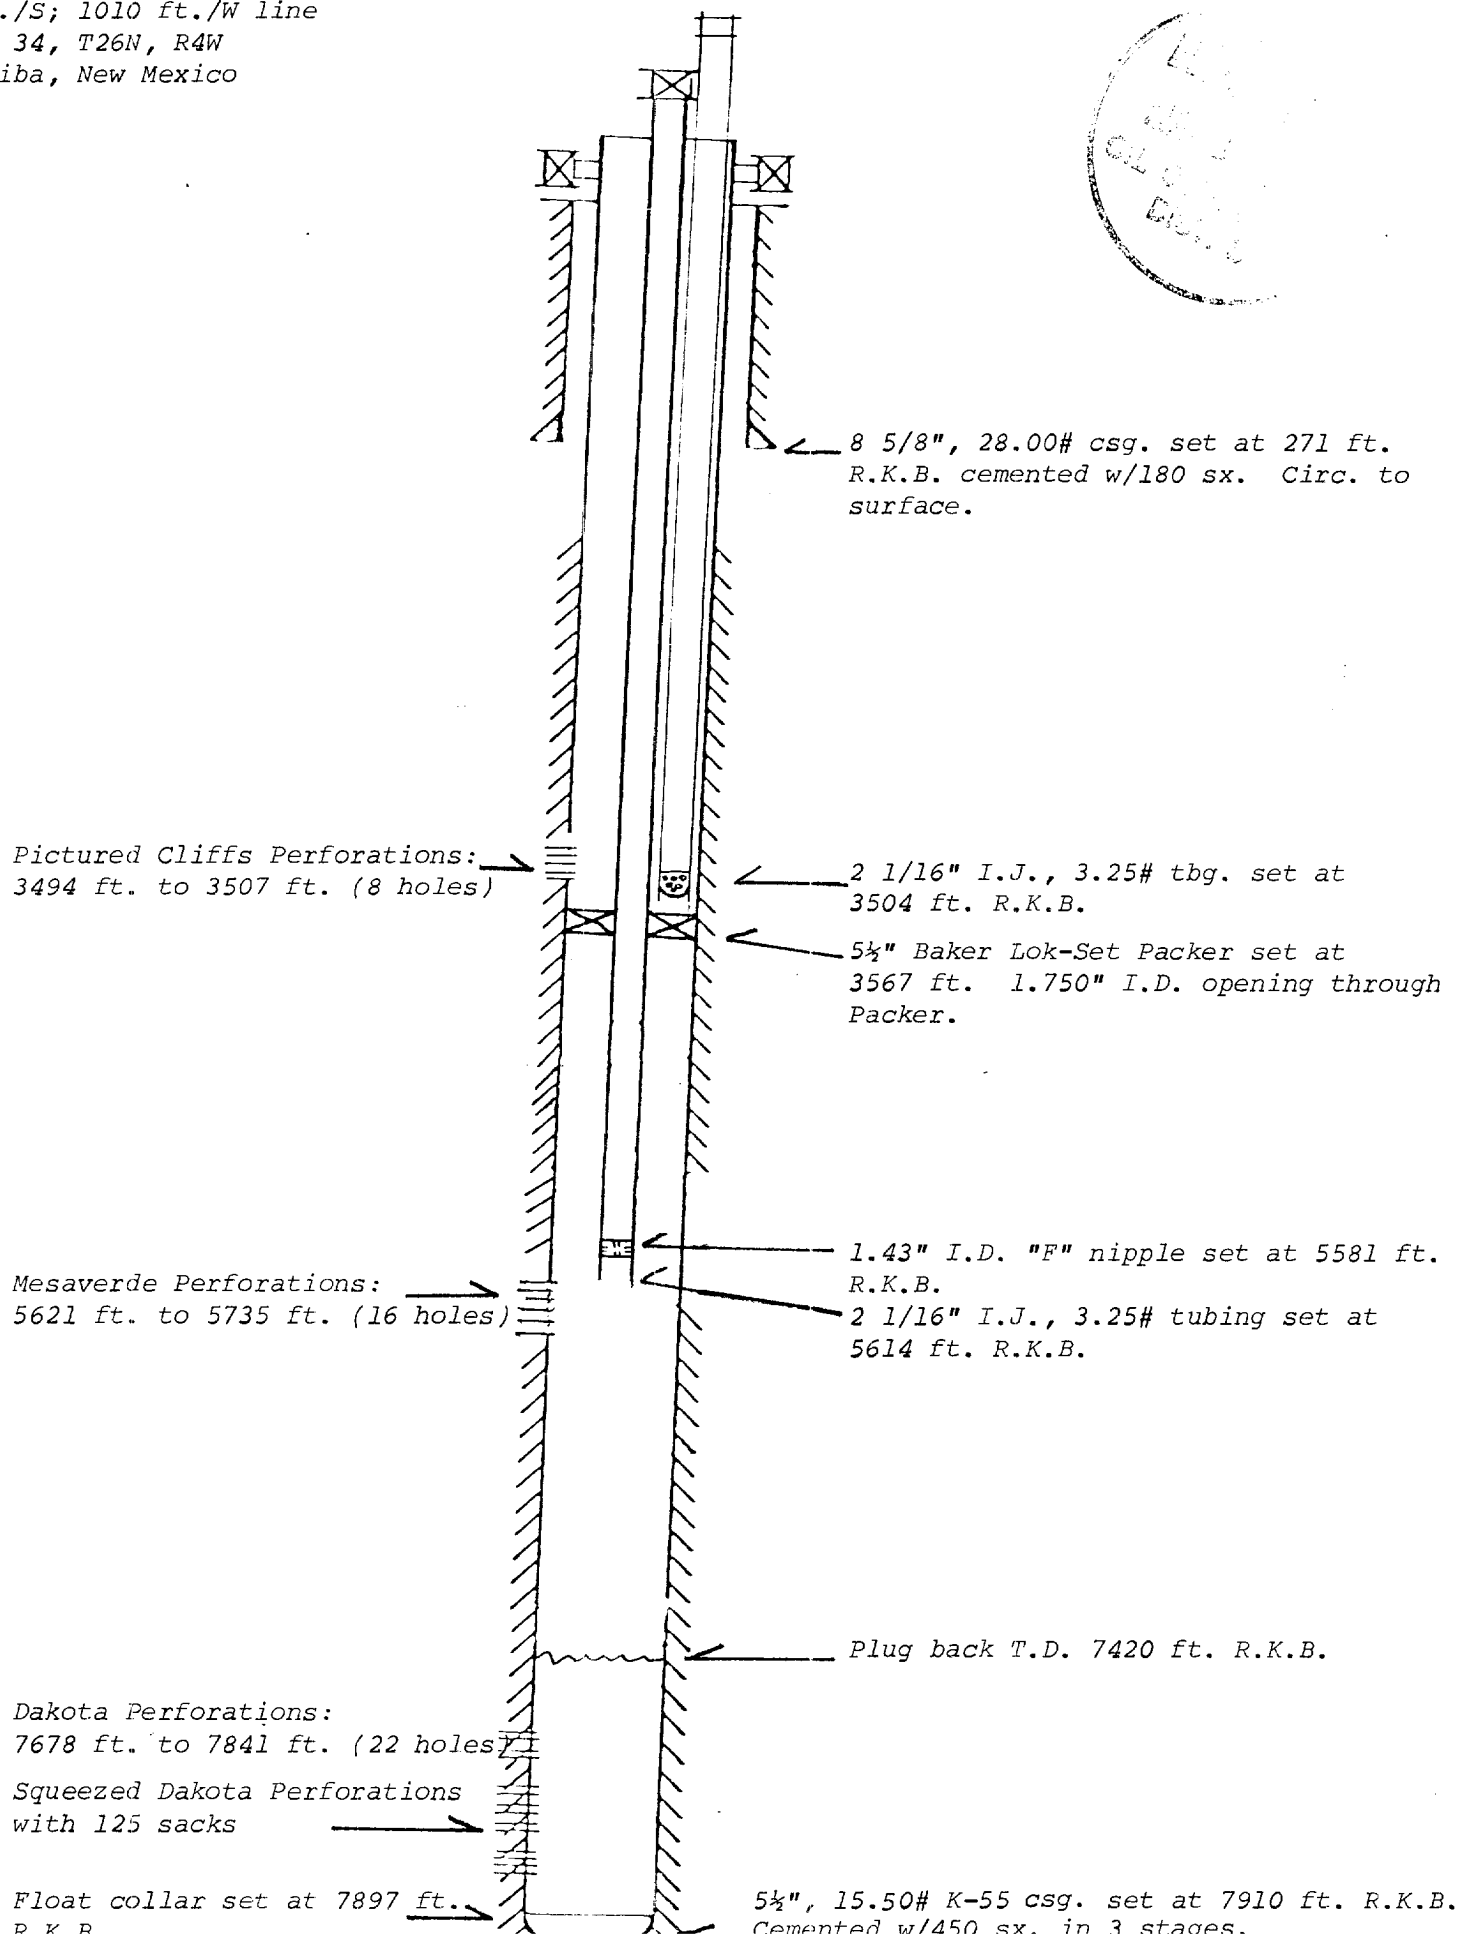 ./S; 1010 ft./W line
34, T26N, R4W
iba, New Mexico
8 5/8", 28.00# csg. set at 271 ft.
R.K.B. cemented w/180 sx. Circ. to
surface.
Pictured Cliffs Perforations:
3494 ft. to 3507 ft. (8 holes)
2 1/16" I.J., 3.25# tbg. set at
3504 ft. R.K.B.
5½" Baker Lok-Set Packer set at
3567 ft. 1.750" I.D. opening through
Packer.
1.43" I.D. "F" nipple set at 5581 ft.
R.K.B.
Mesaverde Perforations:
5621 ft. to 5735 ft. (16 holes)
2 1/16" I.J., 3.25# tubing set at
5614 ft. R.K.B.
Plug back T.D. 7420 ft. R.K.B.
Dakota Perforations:
7678 ft. to 7841 ft. (22 holes)
Squeezed Dakota Perforations
with 125 sacks
Float collar set at 7897 ft.
R.K.B.
5½", 15.50# K-55 csg. set at 7910 ft. R.K.B.
Cemented w/450 sx. in 3 stages.